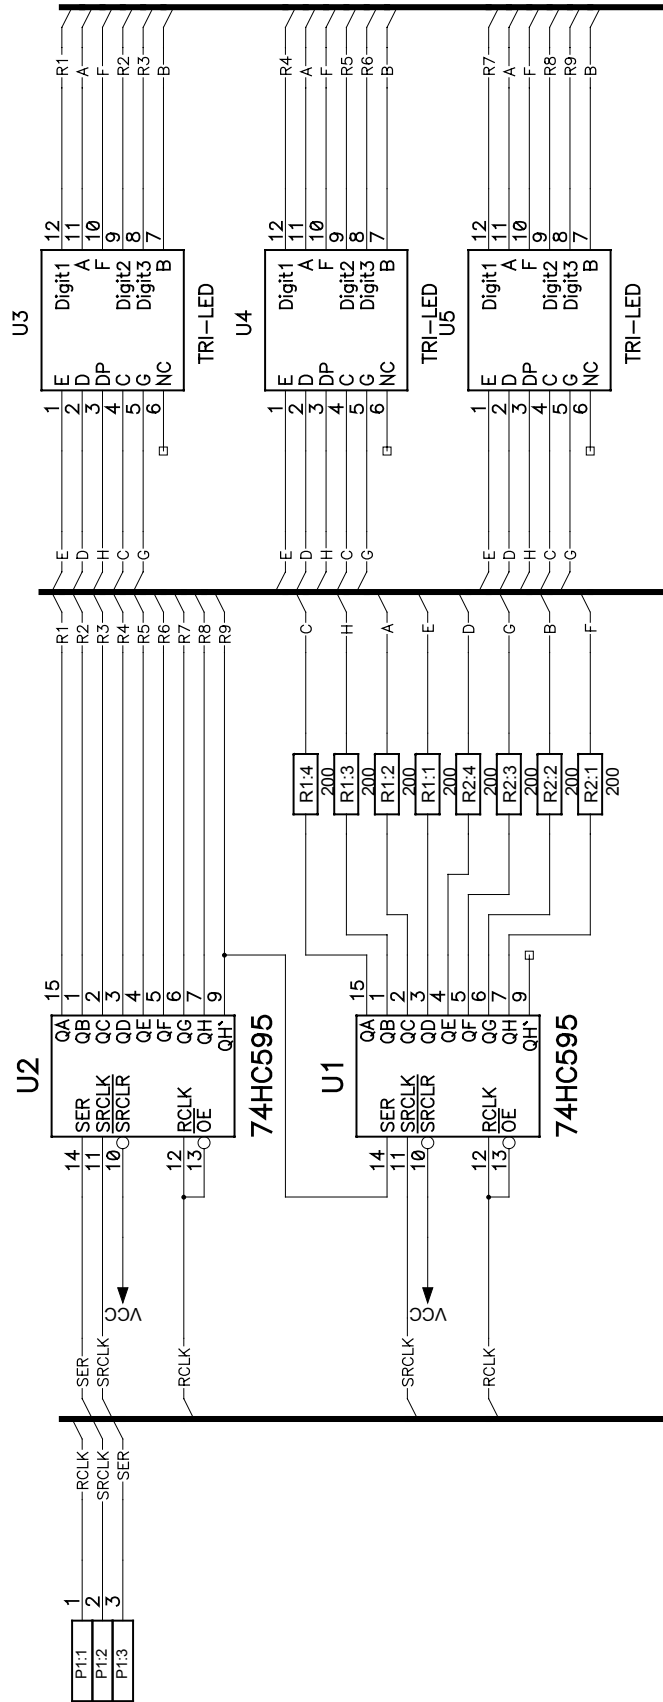 R1
A
F
R2
R3
B
R4
A
F
R5
R6
B
R7
A
F
R8
R9
B
12
11
10
9
8
7
12
11
10
9
8
7
12
11
10
9
8
7
U3
Digit1
A
F
Digit2
Digit3
B
E
D
DP
C
G
NC
TRI-LED
U4
Digit1
A
F
Digit2
Digit3
B
E
D
DP
C
G
NC
TRI-LED
U5
Digit1
A
F
Digit2
Digit3
B
E
D
DP
C
G
NC
TRI-LED
1
2
3
4
5
6
1
2
3
4
5
6
1
2
3
4
5
6
E
D
H
C
G
E
D
H
C
G
E
D
H
C
G
R1
R2
R3
R4
R5
R6
R7
R8
R9
C
H
A
E
D
G
B
F
R1:4
200
R1:3
200
R1:2
200
R1:1
200
R2:4
200
R2:3
200
R2:2
200
R2:1
200
15
1
2
3
4
5
6
7
9
15
1
2
3
4
5
6
7
9
U2
QA
QB
QC
QD
QE
QF
QG
QH
QH`
SER
SRCLK
SRCLR
RCLK
OE
74HC595
U1
QA
QB
QC
QD
QE
QF
QG
QH
QH`
SER
SRCLK
SRCLR
RCLK
OE
74HC595
14
11
10
12
13
14
11
10
12
13
VCC
VCC
SER
SRCLK
RCLK
SRCLK
RCLK
RCLK
SRCLK
SER
1
2
3
P1:1
P1:2
P1:3